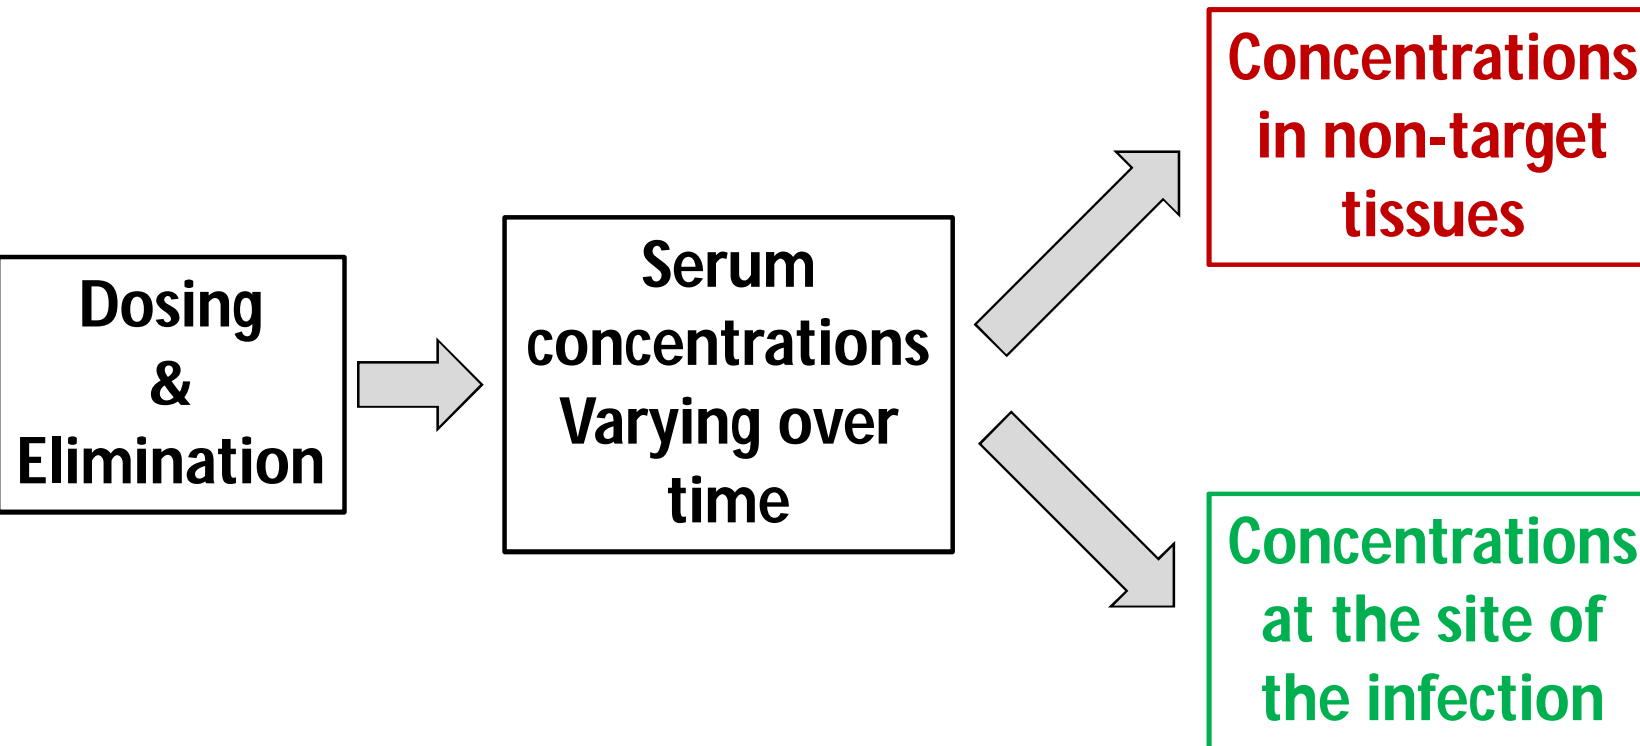 Dosing
&
Elimination
Serum
concentrations
Varying over
time
Concentrations
in non-target
tissues
Concentrations
at the site of
the infection